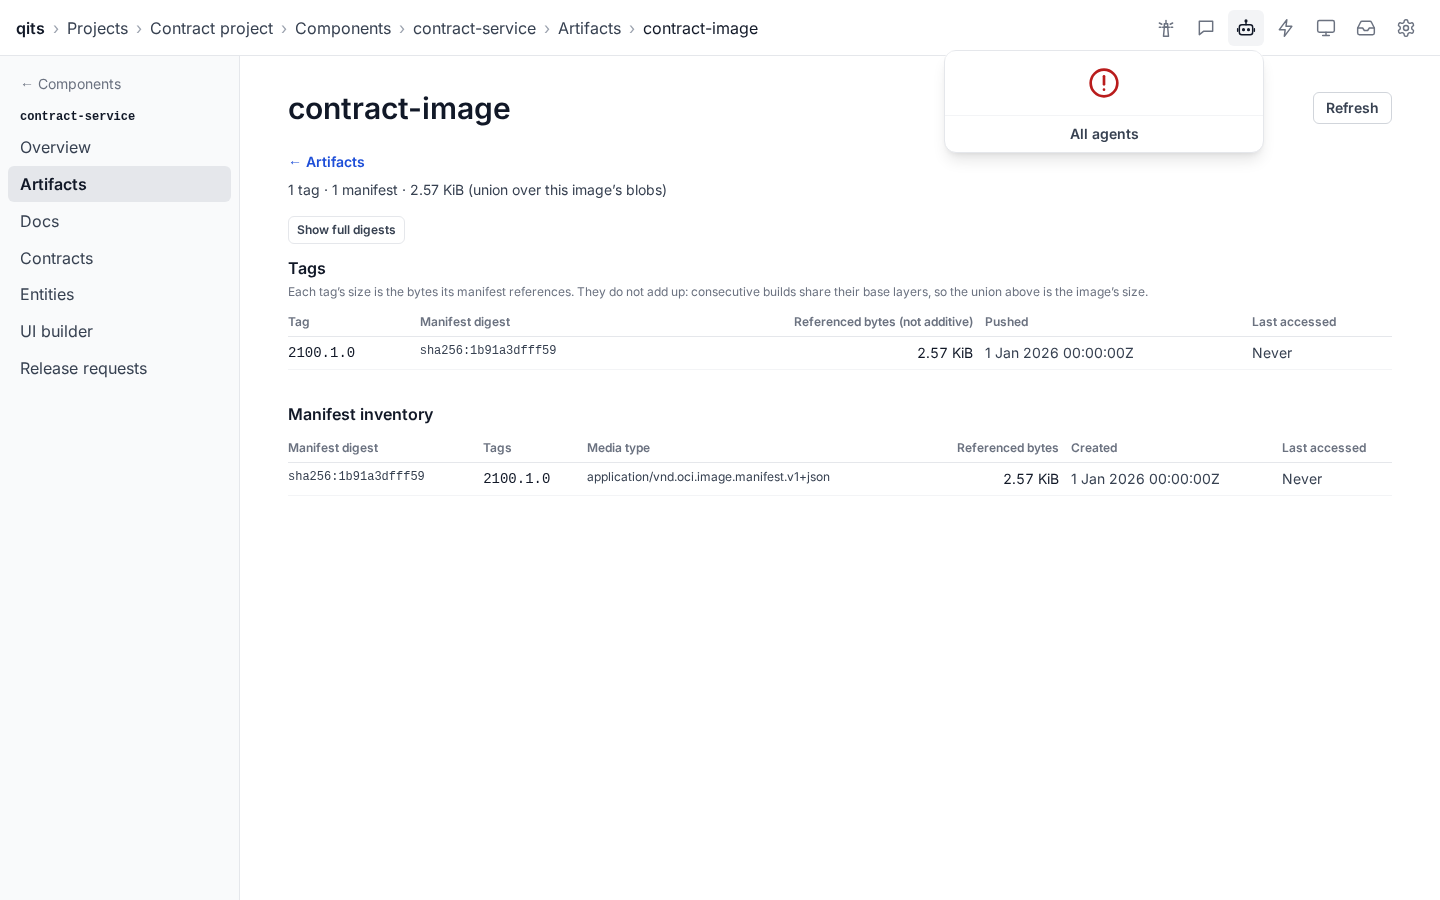 qits › Projects › Contract project › Components › contract-service › Artifacts › contract-image
← Components
contract-service
Overview
Artifacts
Docs
Contracts
Entities
UI builder
Release requests
All agents
contract-image
Refresh
← Artifacts
1 tag · 1 manifest · 2.57 KiB (union over this image’s blobs)
Show full digests
Tags
Each tag’s size is the bytes its manifest references. They do not add up: consecutive builds share their base layers, so the union above is the image’s size.
Tag Manifest digest Referenced bytes (not additive) Pushed Last accessed
2100.1.0 sha256:1b91a3dfff59 2.57 KiB 1 Jan 2026 00:00:00Z Never
Manifest inventory
Manifest digest Tags Media type Referenced bytes Created Last accessed
sha256:1b91a3dfff59 2100.1.0 application/vnd.oci.image.manifest.v1+json 2.57 KiB 1 Jan 2026 00:00:00Z Never